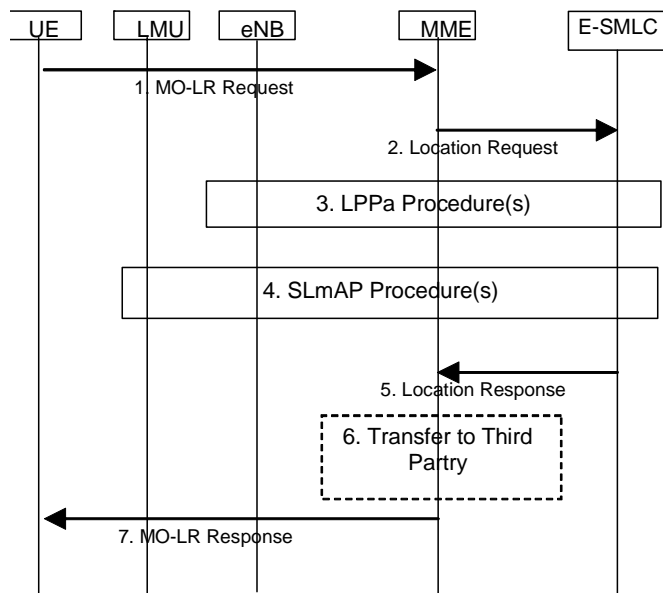 UE LMU eNB MME E-SMLC
1. MO-LR Request
2. Location Request
3. LPPa Procedure(s)
4. SLmAP Procedure(s)
5. Location Response
6. Transfer to Third
Partry
7. MO-LR Response